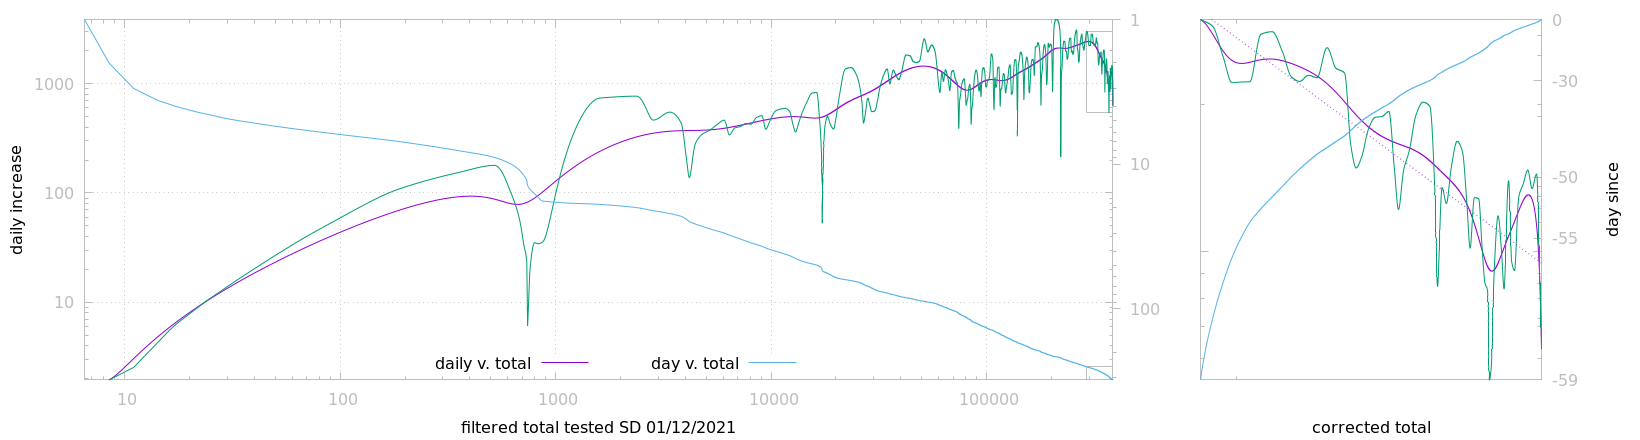 1 0
1000 -30
daily increase
10
day since
-50
100
-55
10
100
daily v. total day v. total
-59
10 100 1000 10000 100000
filtered total tested SD 01/12/2021 corrected total